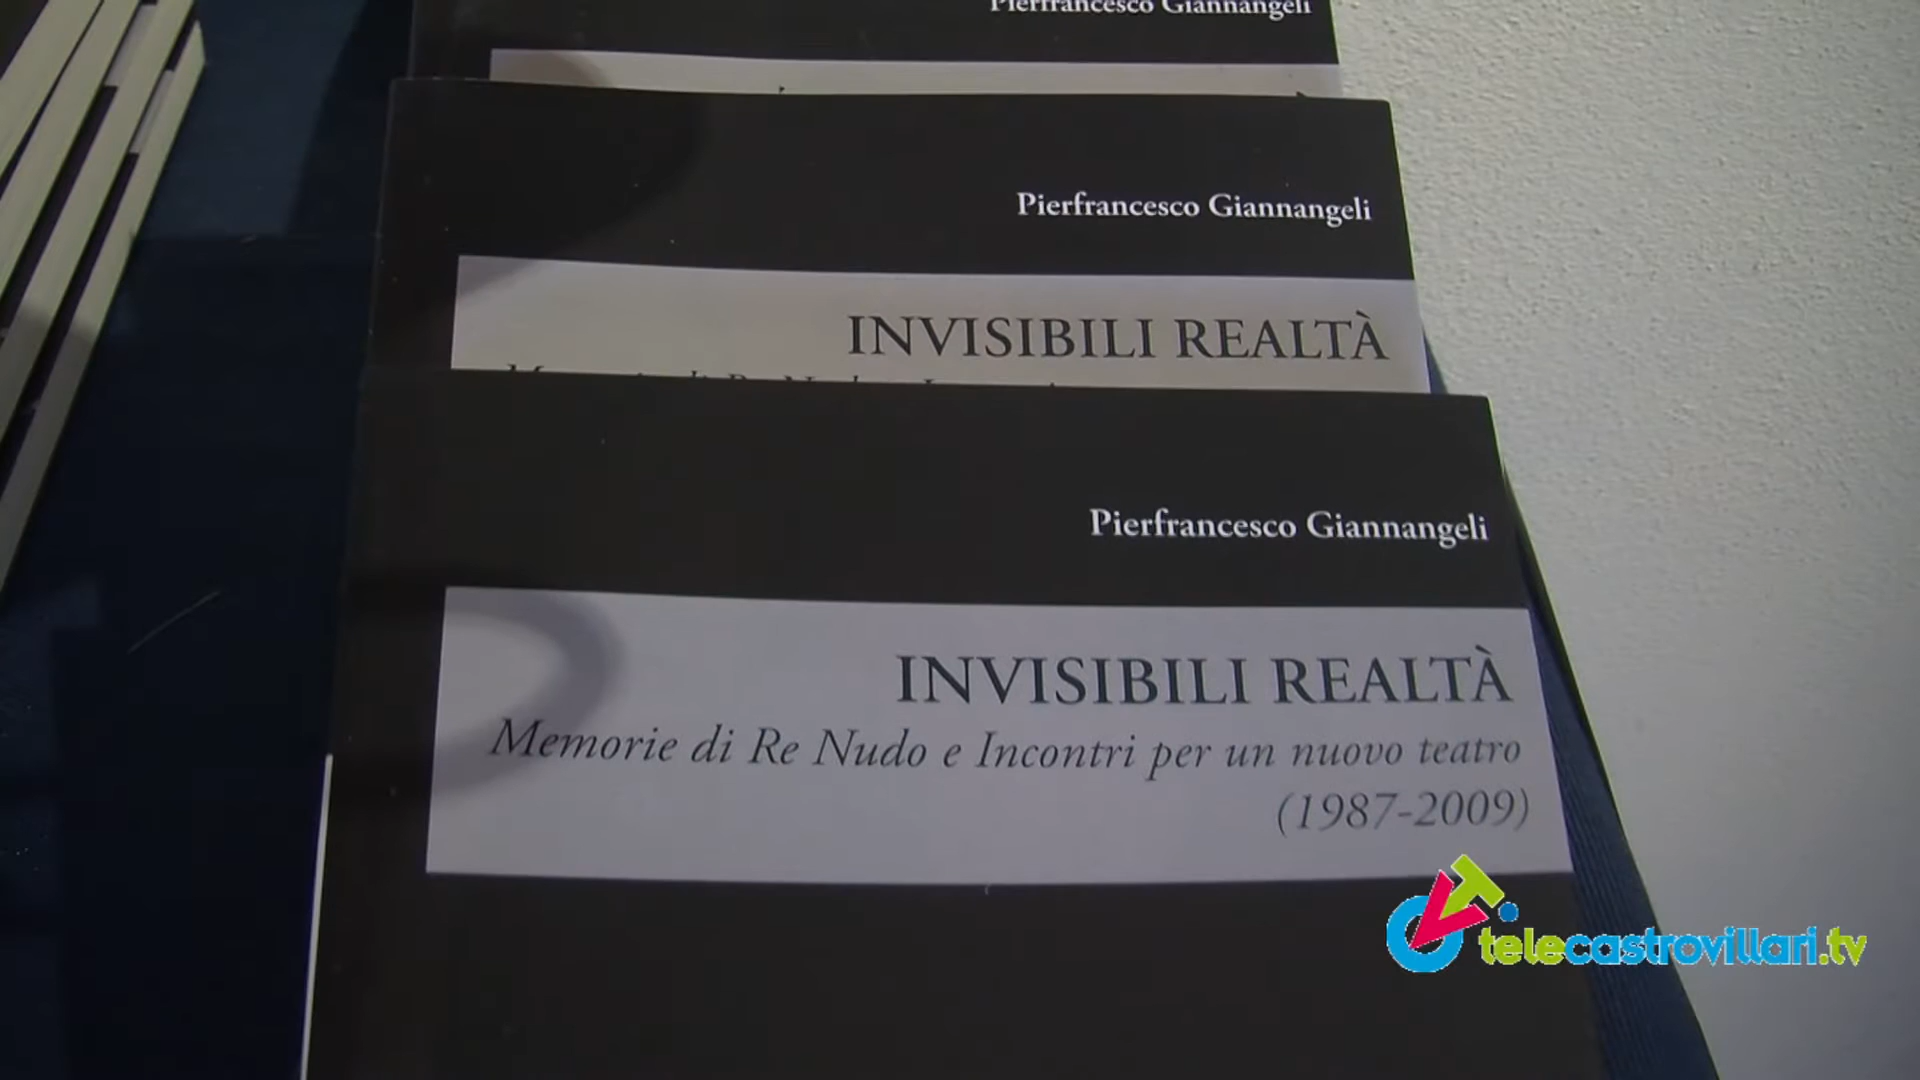 Pierfrancesco Giannangeli
Pierfrancesco Giannangeli
INVISIBILI REALTÀ
Pierfrancesco Giannangeli
INVISIBILI REALTÀ
Memorie di Re Nudo e Incontri per un nuovo teatro
(1987-2009)
telecastrovillari.tv